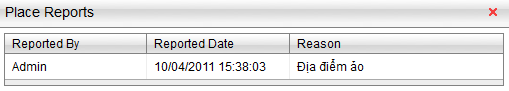 Place Reports
Reported By Reported Date Reason
Admin 10/04/2011 15:38:03 Địa điểm ảo